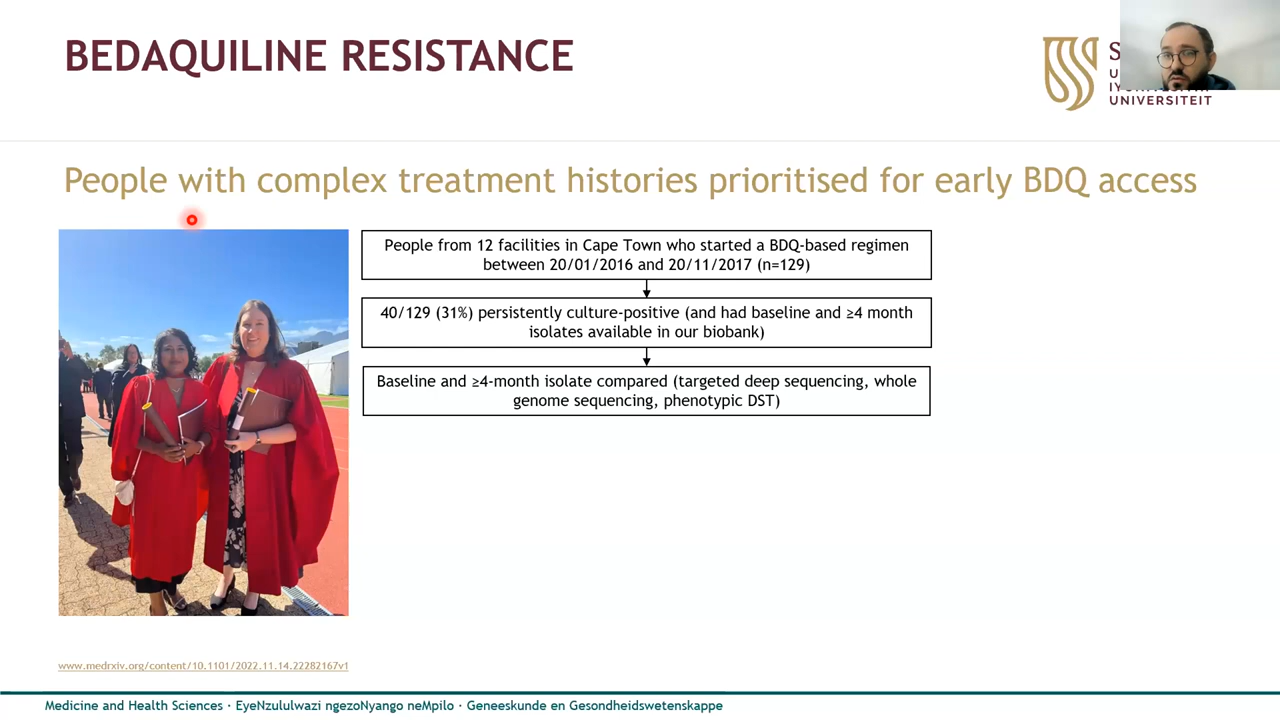 BEDAQUILINE RESISTANCE
S
UNIVERSITEIT
People with complex treatment histories prioritised for early BDQ access
People from 12 facilities in Cape Town who started a BDQ-based regimen
between 20/01/2016 and 20/11/2017 (n=129)
40/129 (31%) persistently culture-positive (and had baseline and ≥4 month
isolates available in our biobank)
Baseline and ≥4-month isolate compared (targeted deep sequencing, whole
genome sequencing, phenotypic DST)
www.medrxiv.org/content/10.1101/2022.11.14.22282167v1
Medicine and Health Sciences · EyeNzululwazi ngezoNyango neMpilo · Geneeskunde en Gesondheidswetenskappe